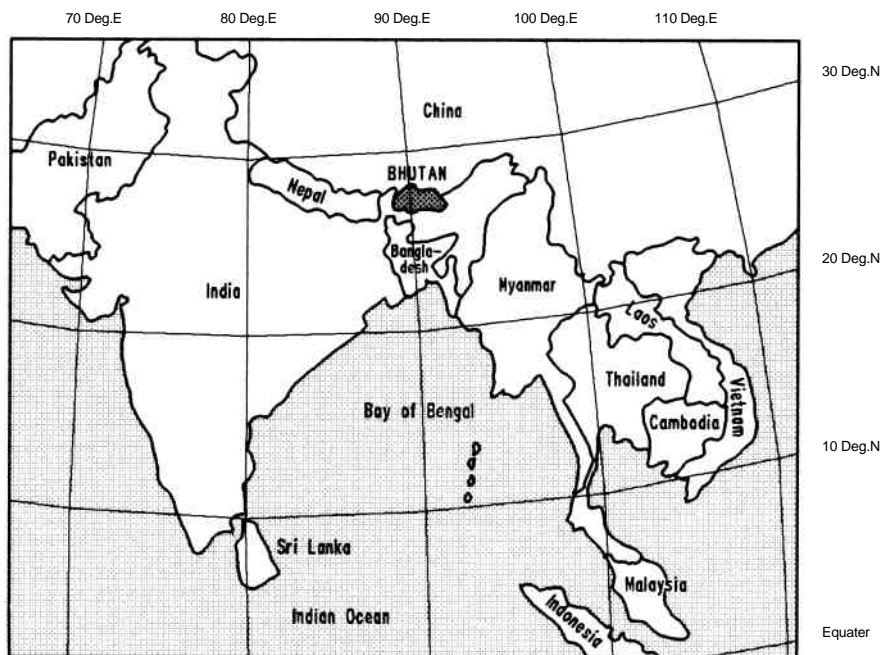 70 Deg.E 80 Deg.E 90 Deg.E 100 Deg.E 110 Deg.E
30 Deg.N
China
Pakistan
BHUTAN
Nepal
Bangla-
desh
20 Deg.N
India
Myanmar
Laos
Thailand
Vietnam
Bay of Bengal
Cambadia
10 Deg.N
Sri Lanka
Malaysia
Indonesia
Indian Ocean
Equater